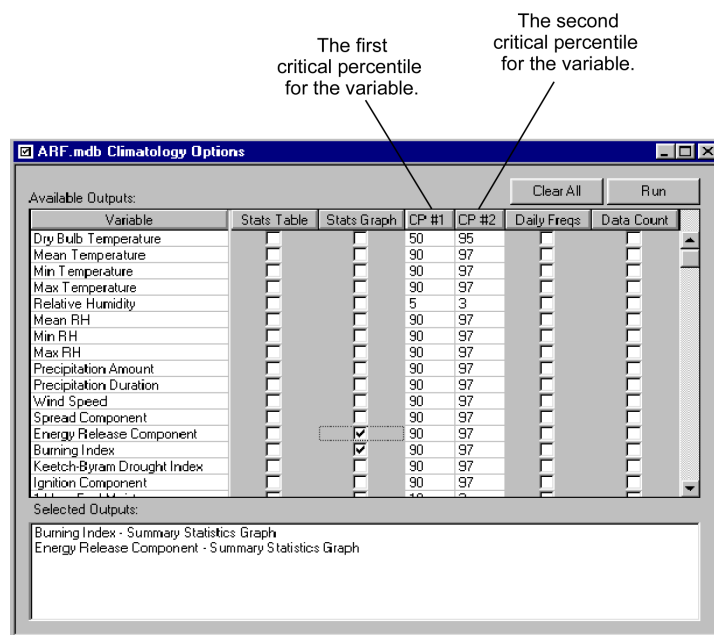 The first
critical percentile
for the variable.
The second
critical percentile
for the variable.
ARF.mdb Climatology Options
Clear All Run
Available Outputs:
Variable Stats Table Stats Graph CP #1 CP #2 Daily Freqs Data Count
Dry Bulb Temperature 50 95
Mean Temperature 90 97
Min Temperature 90 97
Max Temperature 90 97
Relative Humidity 5 3
Mean RH 90 97
Min RH 90 97
Max RH 90 97
Precipitation Amount 90 97
Precipitation Duration 90 97
Wind Speed 90 97
Spread Component 90 97
Energy Release Component 90 97
Burning Index 90 97
Keetch-Byram Drought Index 90 97
Ignition Component 90 97
Selected Outputs:
Burning Index - Summary Statistics Graph
Energy Release Component - Summary Statistics Graph